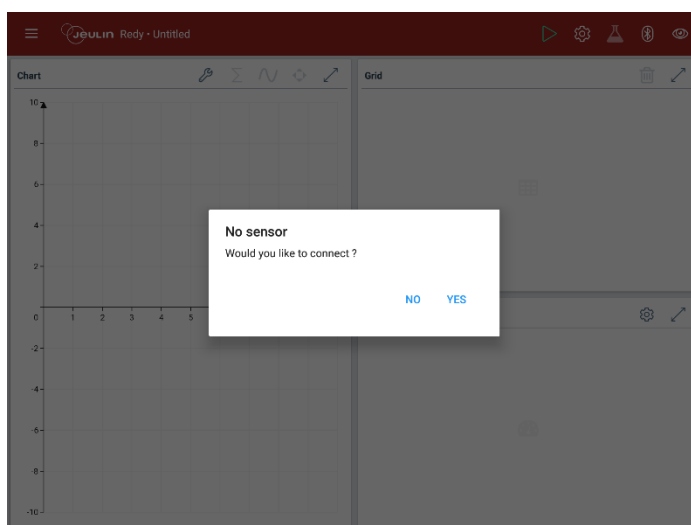 Jeulin Redy • Untitled
Chart
Grid
10
8
6
4
2
0
1 2 3 4 5
-2
-4
-6
-8
-10
No sensor
Would you like to connect ?
NO YES